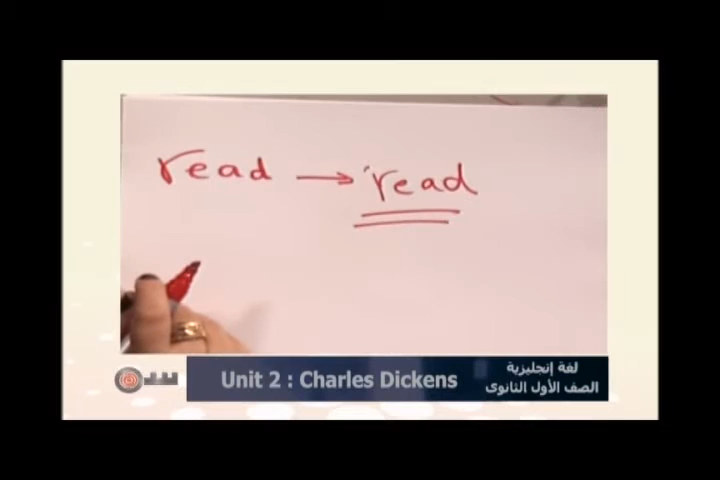 read → read
Unit 2 : Charles Dickens
لغة إنجليزية
الصف الأول الثانوى